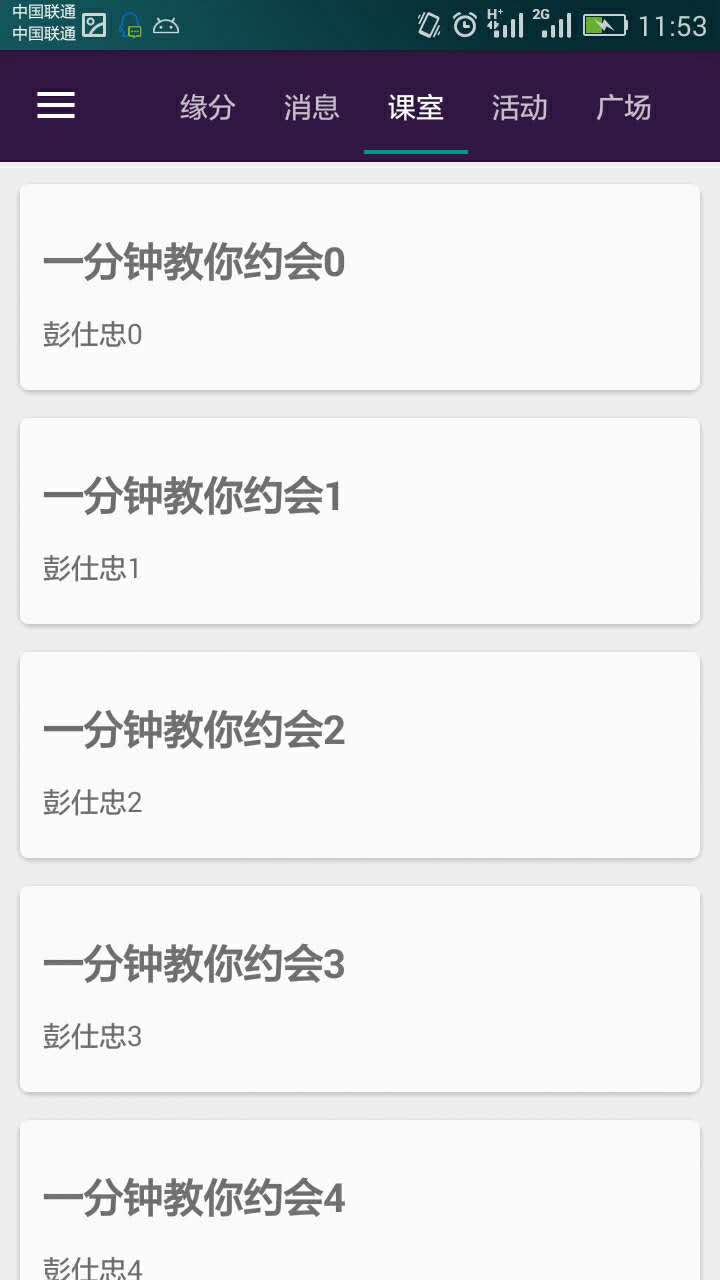 中国联通
中国联通
H+ 2G 11:53
缘分 消息 课室 活动 广场
一分钟教你约会0
彭仕忠0
一分钟教你约会1
彭仕忠1
一分钟教你约会2
彭仕忠2
一分钟教你约会3
彭仕忠3
一分钟教你约会4
彭仕忠4